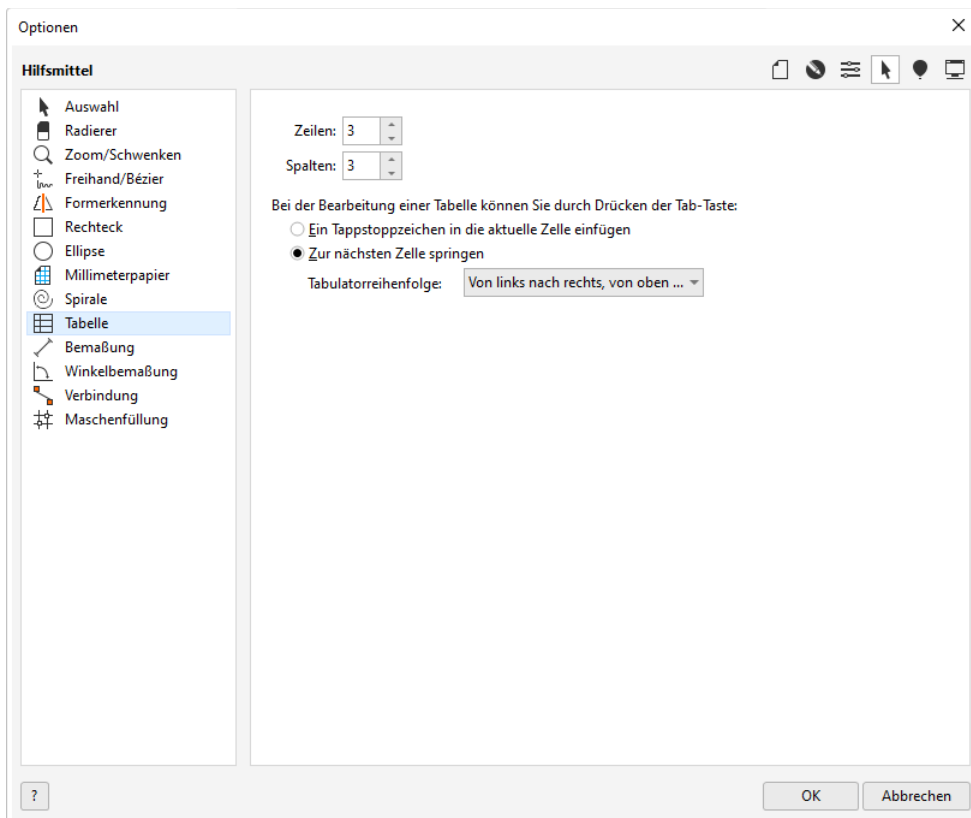 Optionen
Hilfsmittel
Auswahl
Radierer
Zoom/Schwenken
Freihand/Bézier
Formerkennung
Rechteck
Ellipse
Millimeterpapier
Spirale
Tabelle
Bemaßung
Winkelbemaßung
Verbindung
Maschenfüllung
Zeilen: 3
Spalten: 3
Bei der Bearbeitung einer Tabelle können Sie durch Drücken der Tab-Taste:
Ein Tappstoppzeichen in die aktuelle Zelle einfügen
Zur nächsten Zelle springen
Tabulatorreihenfolge: Von links nach rechts, von oben ...
? OK Abbrechen